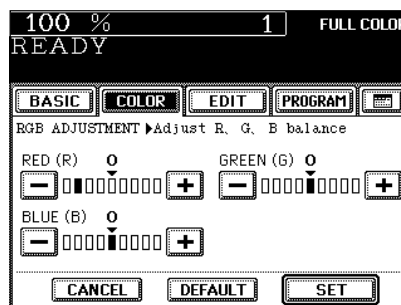 100 % 1 FULL COLOR
READY
BASIC COLOR EDIT PROGRAM
RGB ADJUSTMENT ▶Adjust R、G、B balance
RED (R) 0 GREEN (G) 0
− +  − +
BLUE (B) 0
− +
CANCEL DEFAULT SET